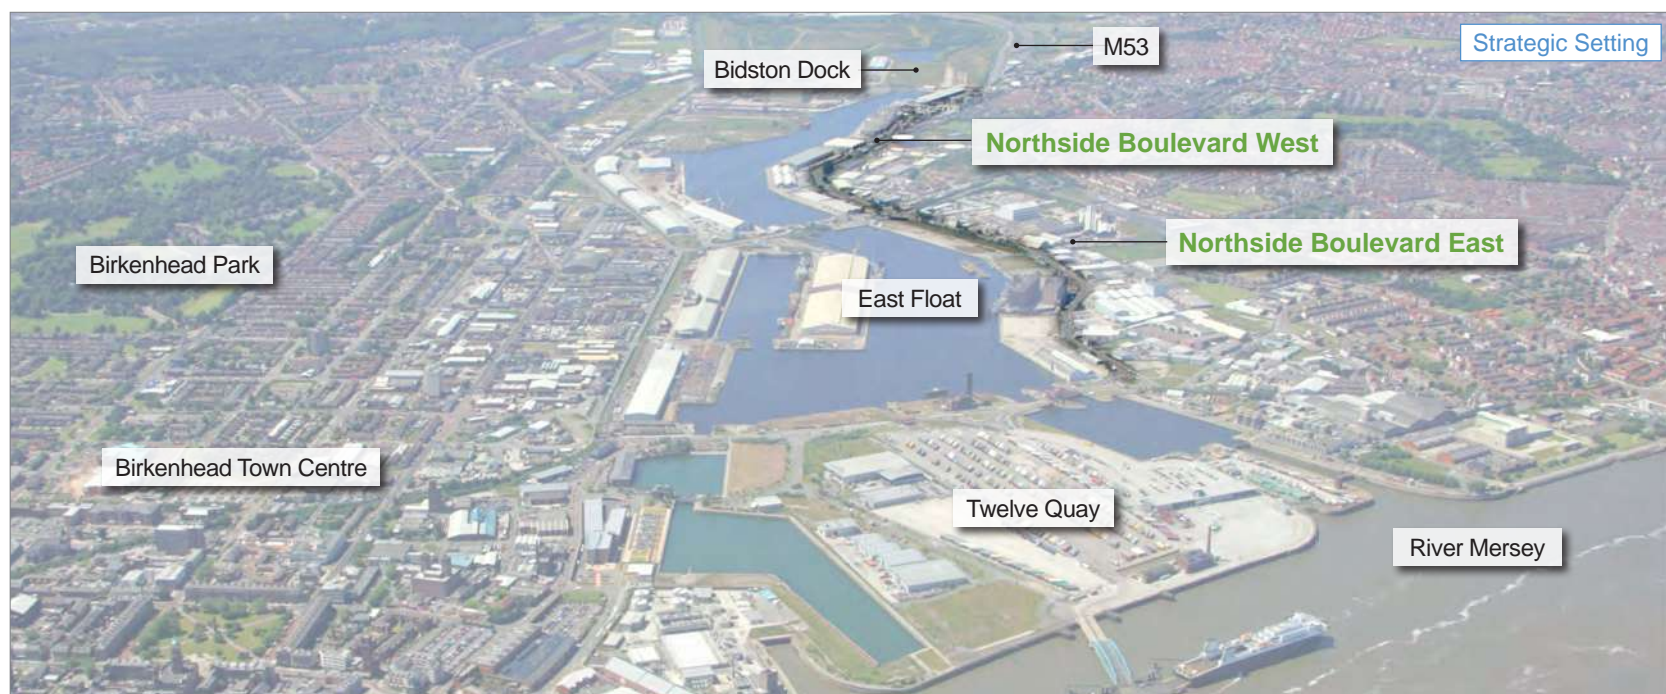 M53
Strategic Setting
Bidston Dock
Northside Boulevard West
Northside Boulevard East
Birkenhead Park
East Float
Birkenhead Town Centre
Twelve Quay
River Mersey